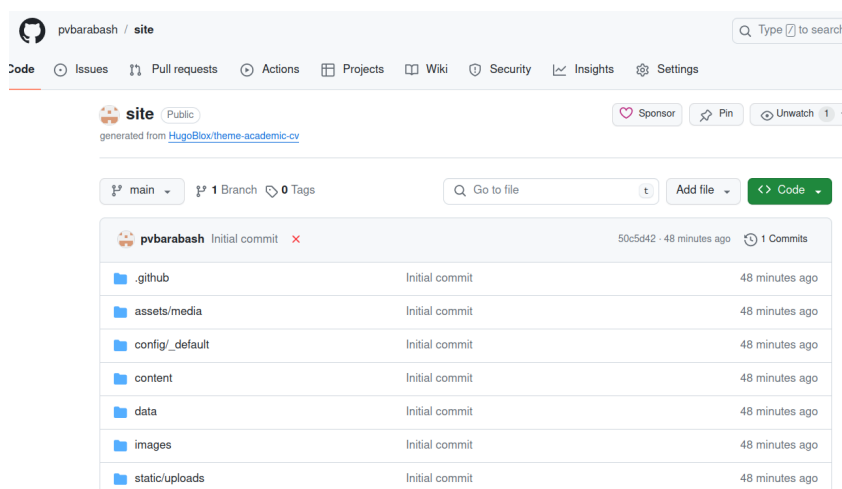 pvbarabash / site
Type / to search
Code Issues Pull requests Actions Projects Wiki Security Insights Settings
site Public
Sponsor Pin Unwatch 1
generated from HugoBlox/theme-academic-cv
main 1 Branch 0 Tags Go to file t Add file Code
pvbarabash Initial commit 50c5d42 · 48 minutes ago 1 Commits
.github Initial commit 48 minutes ago
assets/media Initial commit 48 minutes ago
config/_default Initial commit 48 minutes ago
content Initial commit 48 minutes ago
data Initial commit 48 minutes ago
images Initial commit 48 minutes ago
static/uploads Initial commit 48 minutes ago